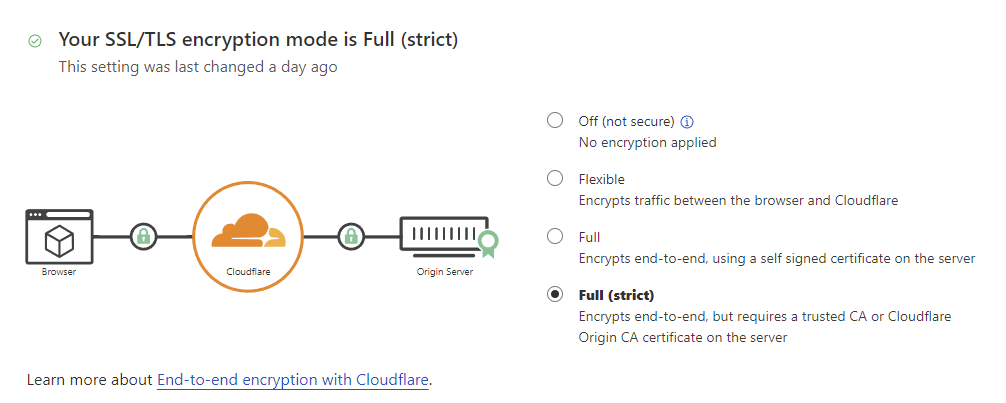 Your SSL/TLS encryption mode is Full (strict)
This setting was last changed a day ago
Off (not secure)
No encryption applied
Flexible
Encrypts traffic between the browser and Cloudflare
Full
Encrypts end-to-end, using a self signed certificate on the server
Full (strict)
Encrypts end-to-end, but requires a trusted CA or Cloudflare
Origin CA certificate on the server
Browser
Cloudflare
Origin Server
Learn more about End-to-end encryption with Cloudflare.